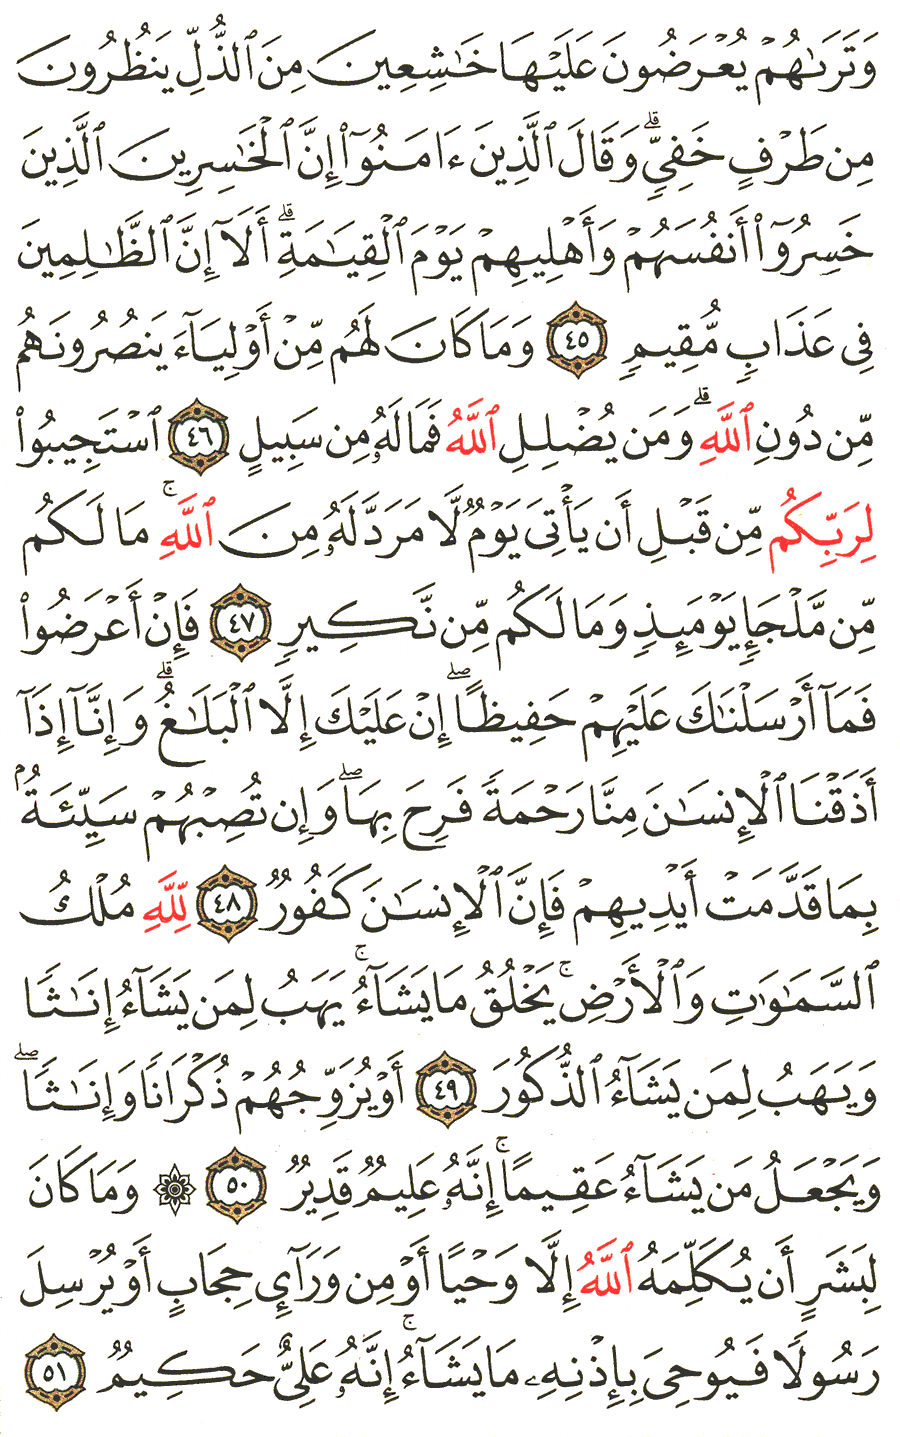 وَتَرَىٰهُمْ يُعْرَضُونَ عَلَيْهَا خَٰشِعِينَ مِنَ ٱلذُّلِّ يَنظُرُونَ
مِن طَرْفٍ خَفِىٍّ ۗ وَقَالَ ٱلَّذِينَ ءَامَنُوٓا۟ إِنَّ ٱلْخَٰسِرِينَ ٱلَّذِينَ
خَسِرُوٓا۟ أَنفُسَهُمْ وَأَهْلِيهِمْ يَوْمَ ٱلْقِيَٰمَةِ ۗ أَلَآ إِنَّ ٱلظَّٰلِمِينَ
فِى عَذَابٍ مُّقِيمٍ ٤٥ وَمَا كَانَ لَهُم مِّنْ أَوْلِيَآءَ يَنصُرُونَهُم
مِّن دُونِ ٱللَّهِ ۗ وَمَن يُضْلِلِ ٱللَّهُ فَمَا لَهُۥ مِن سَبِيلٍ ٤٦ ٱسْتَجِيبُوا۟
لِرَبِّكُم مِّن قَبْلِ أَن يَأْتِىَ يَوْمٌ لَّا مَرَدَّ لَهُۥ مِنَ ٱللَّهِ ۚ مَا لَكُم
مِّن مَّلْجَإٍ يَوْمَئِذٍ وَمَا لَكُم مِّن نَّكِيرٍ ٤٧ فَإِنْ أَعْرَضُوا۟
فَمَآ أَرْسَلْنَٰكَ عَلَيْهِمْ حَفِيظًا ۖ إِنْ عَلَيْكَ إِلَّا ٱلْبَلَٰغُ ۗ وَإِنَّآ إِذَآ
أَذَقْنَا ٱلْإِنسَٰنَ مِنَّا رَحْمَةً فَرِحَ بِهَا ۖ وَإِن تُصِبْهُمْ سَيِّئَةٌۢ
بِمَا قَدَّمَتْ أَيْدِيهِمْ فَإِنَّ ٱلْإِنسَٰنَ كَفُورٌ ٤٨ لِّلَّهِ مُلْكُ
ٱلسَّمَٰوَٰتِ وَٱلْأَرْضِ ۚ يَخْلُقُ مَا يَشَآءُ ۚ يَهَبُ لِمَن يَشَآءُ إِنَٰثًا
وَيَهَبُ لِمَن يَشَآءُ ٱلذُّكُورَ ٤٩ أَوْ يُزَوِّجُهُمْ ذُكْرَانًا وَإِنَٰثًا ۖ
وَيَجْعَلُ مَن يَشَآءُ عَقِيمًا ۚ إِنَّهُۥ عَلِيمٌ قَدِيرٌ ٥٠ ۞ وَمَا كَانَ
لِبَشَرٍ أَن يُكَلِّمَهُ ٱللَّهُ إِلَّا وَحْيًا أَوْ مِن وَرَآئِ حِجَابٍ أَوْ يُرْسِلَ
رَسُولًا فَيُوحِىَ بِإِذْنِهِۦ مَا يَشَآءُ ۚ إِنَّهُۥ عَلِىٌّ حَكِيمٌ ٥١